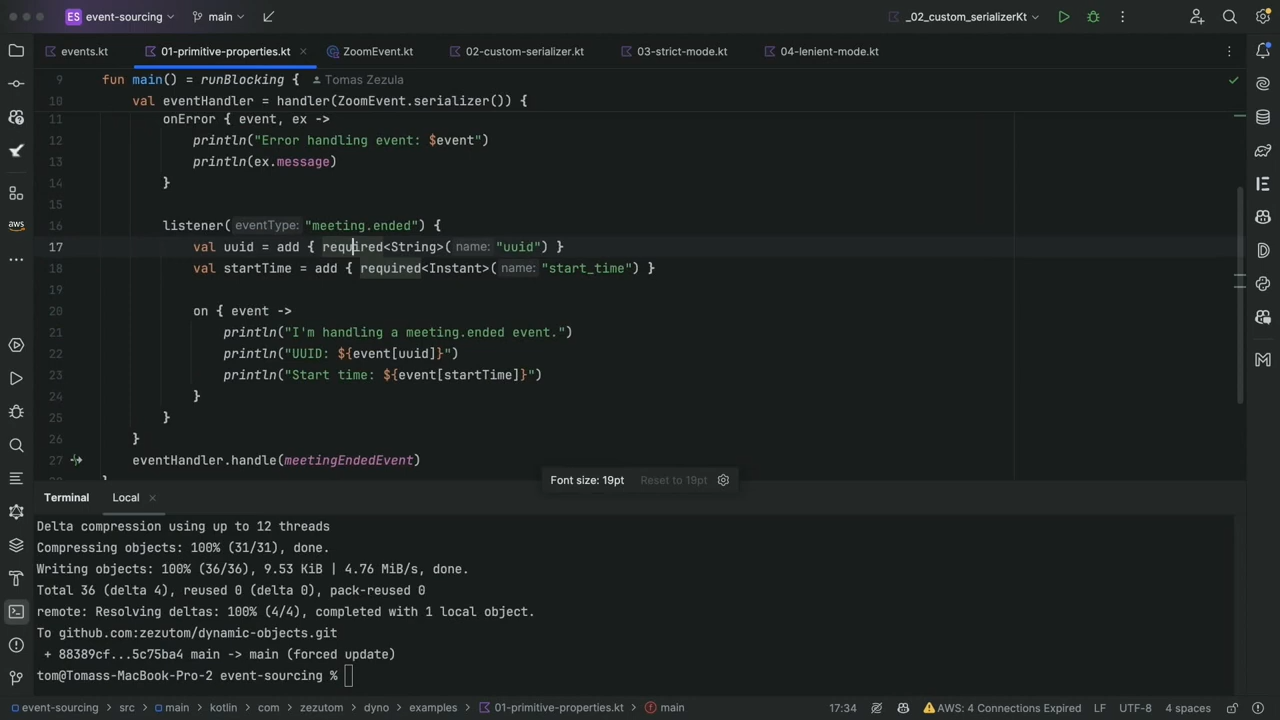 ES event-sourcing main _02_custom_serializerKt
events.kt 01-primitive-properties.kt ZoomEvent.kt 02-custom-serializer.kt 03-strict-mode.kt 04-lenient-mode.kt
9 fun main() = runBlocking { Tomas Zezula
10 val eventHandler = handler(ZoomEvent.serializer()) {
11 onError { event, ex ->
12 println("Error handling event: $event")
13 println(ex.message)
14 }
15
16 listener( eventType: "meeting.ended") {
17 val uuid = add { required<String>( name: "uuid") }
18 val startTime = add { required<Instant>( name: "start_time") }
19
20 on { event ->
21 println("I'm handling a meeting.ended event.")
22 println("UUID: ${event[uuid]}")
23 println("Start time: ${event[startTime]}")
24 }
25 }
26 }
27 eventHandler.handle(meetingEndedEvent)
Font size: 19pt Reset to 19pt
aws
Terminal Local
Delta compression using up to 12 threads
Compressing objects: 100% (31/31), done.
Writing objects: 100% (36/36), 9.53 KiB | 4.76 MiB/s, done.
Total 36 (delta 4), reused 0 (delta 0), pack-reused 0
remote: Resolving deltas: 100% (4/4), completed with 1 local object.
To github.com:zezutom/dynamic-objects.git
+ 88389cf...5c75ba4 main -> main (forced update)
tom@Tomass-MacBook-Pro-2 event-sourcing %
event-sourcing > src > main > kotlin > com > zezutom > dyno > examples > 01-primitive-properties.kt > main 17:34 AWS: 4 Connections Expired LF UTF-8 4 spaces